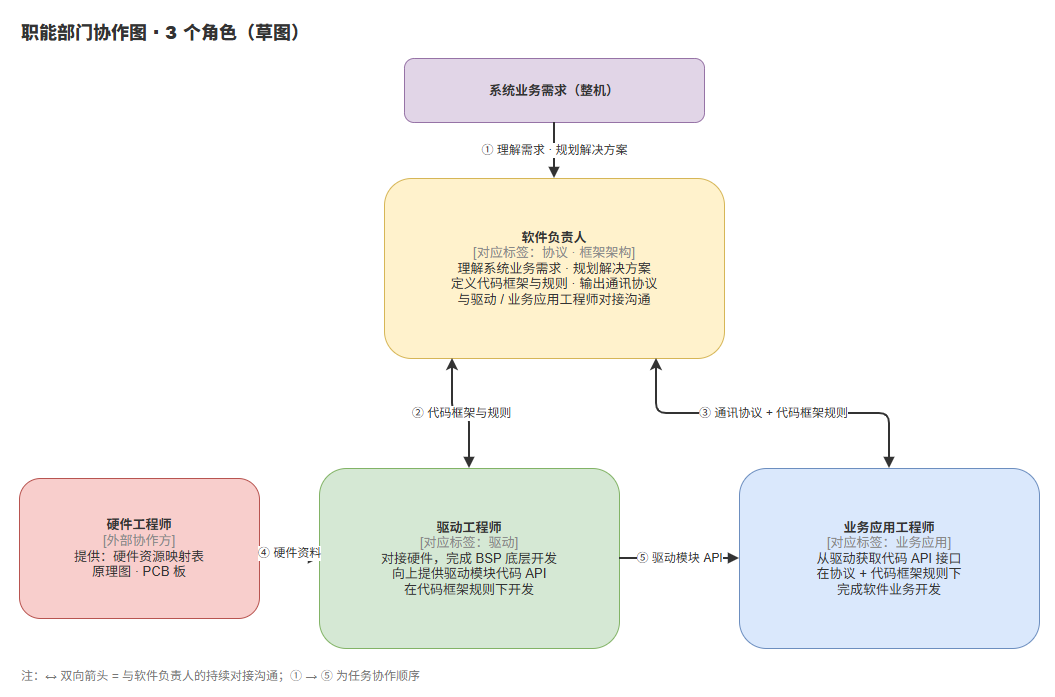 职能部门协作图 · 3 个角色（草图）
系统业务需求（整机）
① 理解需求 · 规划解决方案
软件负责人
[对应标签：协议 · 框架架构]
理解系统业务需求 · 规划解决方案
定义代码框架与规则 · 输出通讯协议
与驱动 / 业务应用工程师对接沟通
② 代码框架与规则
③ 通讯协议 + 代码框架规则
硬件工程师
[外部协作方]
提供：硬件资源映射表
原理图 · PCB 板
④ 硬件资料
驱动工程师
[对应标签：驱动]
对接硬件，完成 BSP 底层开发
向上提供驱动模块代码 API
在代码框架规则下开发
⑤ 驱动模块 API
业务应用工程师
[对应标签：业务应用]
从驱动获取代码 API 接口
在协议 + 代码框架规则下
完成软件业务开发
注：↔ 双向箭头 = 与软件负责人的持续对接沟通；① → ⑤ 为任务协作顺序